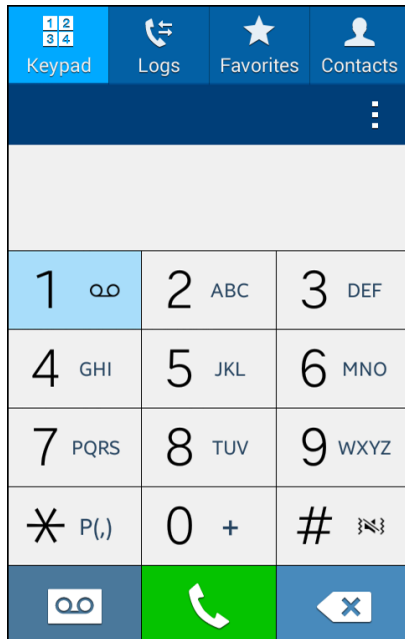 1 2
3 4
Keypad Logs Favorites Contacts
1 2 ABC 3 DEF
4 GHI 5 JKL 6 MNO
7 PQRS 8 TUV 9 WXYZ
* P(,) 0 + #